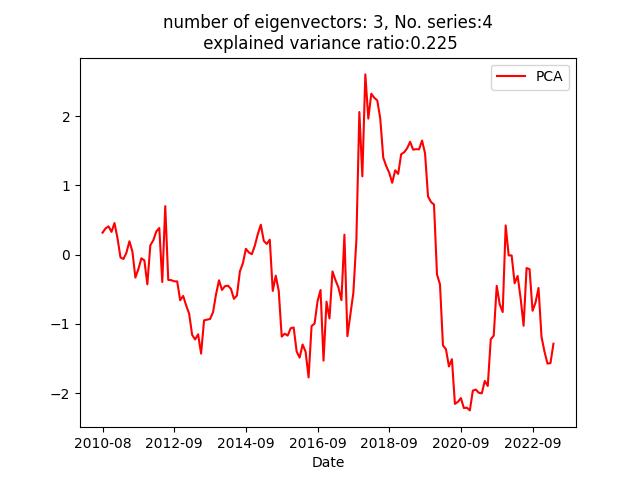 number of eigenvectors: 3, No. series:4
explained variance ratio:0.225
PCA
2
1
0
−1
−2
2010-08 2012-09 2014-09 2016-09 2018-09 2020-09 2022-09
Date